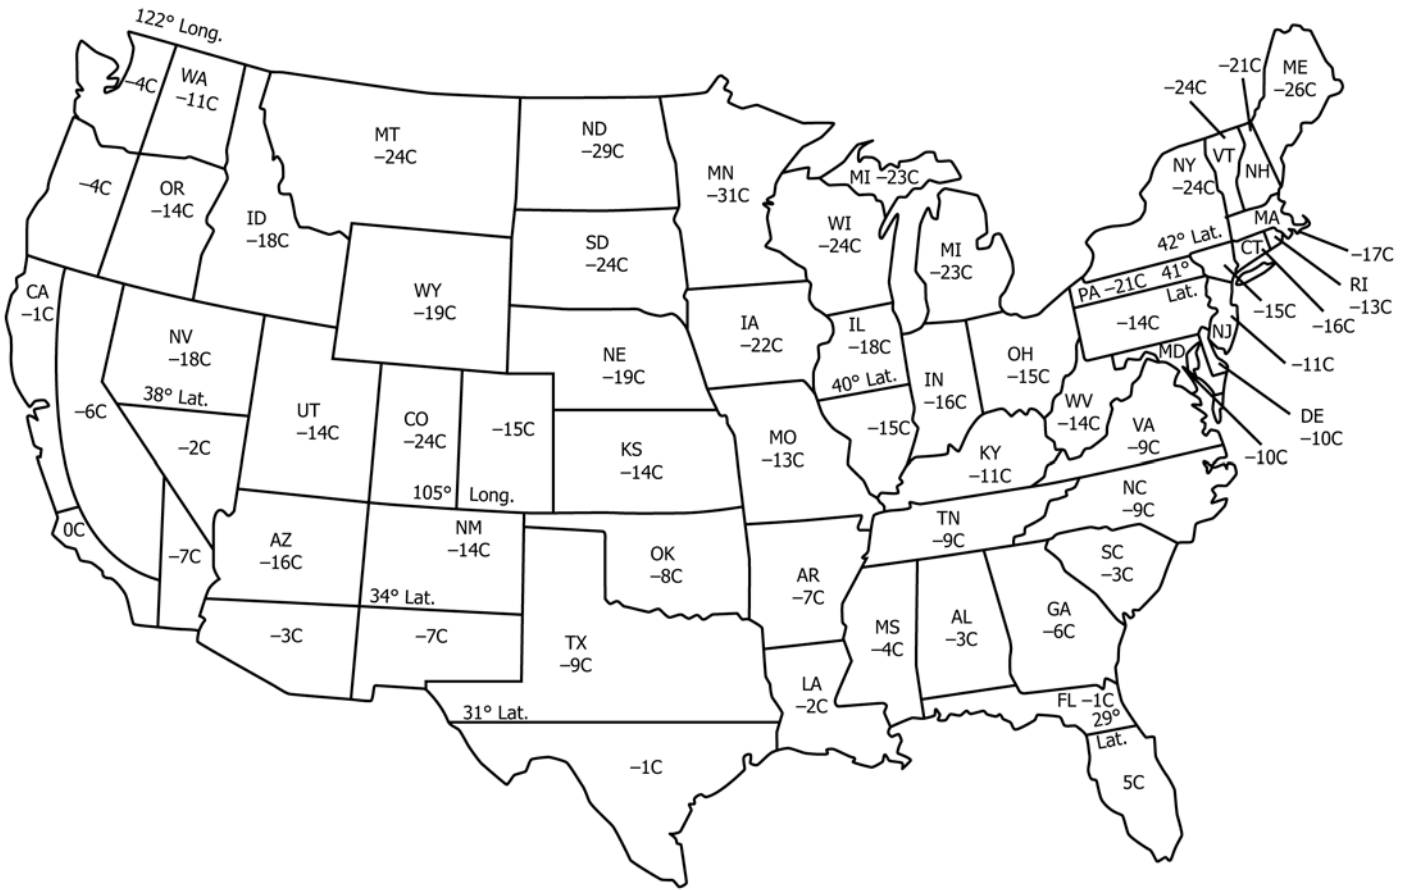 122° Long.
–4C
WA
–11C
MT
–24C
ND
–29C
MN
–31C
–4C
OR
–14C
ID
–18C
SD
–24C
WI
–24C
MI –23C
MI
–23C
–24C
–21C
ME
–26C
NY
–24C
VT
NH
MA
42° Lat.
CT
–17C
RI
–13C
–16C
–15C
PA –21C 41°
Lat.
–14C
NJ
–11C
MD
DE
–10C
–10C
CA
–1C
NV
–18C
38° Lat.
–6C
–2C
WY
–19C
UT
–14C
CO
–24C
–15C
105° Long.
NE
–19C
IA
–22C
IL
–18C
40° Lat.
–15C
IN
–16C
OH
–15C
WV
–14C
VA
–9C
KS
–14C
MO
–13C
KY
–11C
0C
–7C
AZ
–16C
NM
–14C
34° Lat.
–3C
–7C
OK
–8C
AR
–7C
TN
–9C
NC
–9C
SC
–3C
TX
–9C
31° Lat.
–1C
LA
–2C
MS
–4C
AL
–3C
GA
–6C
FL –1C
29°
Lat.
5C